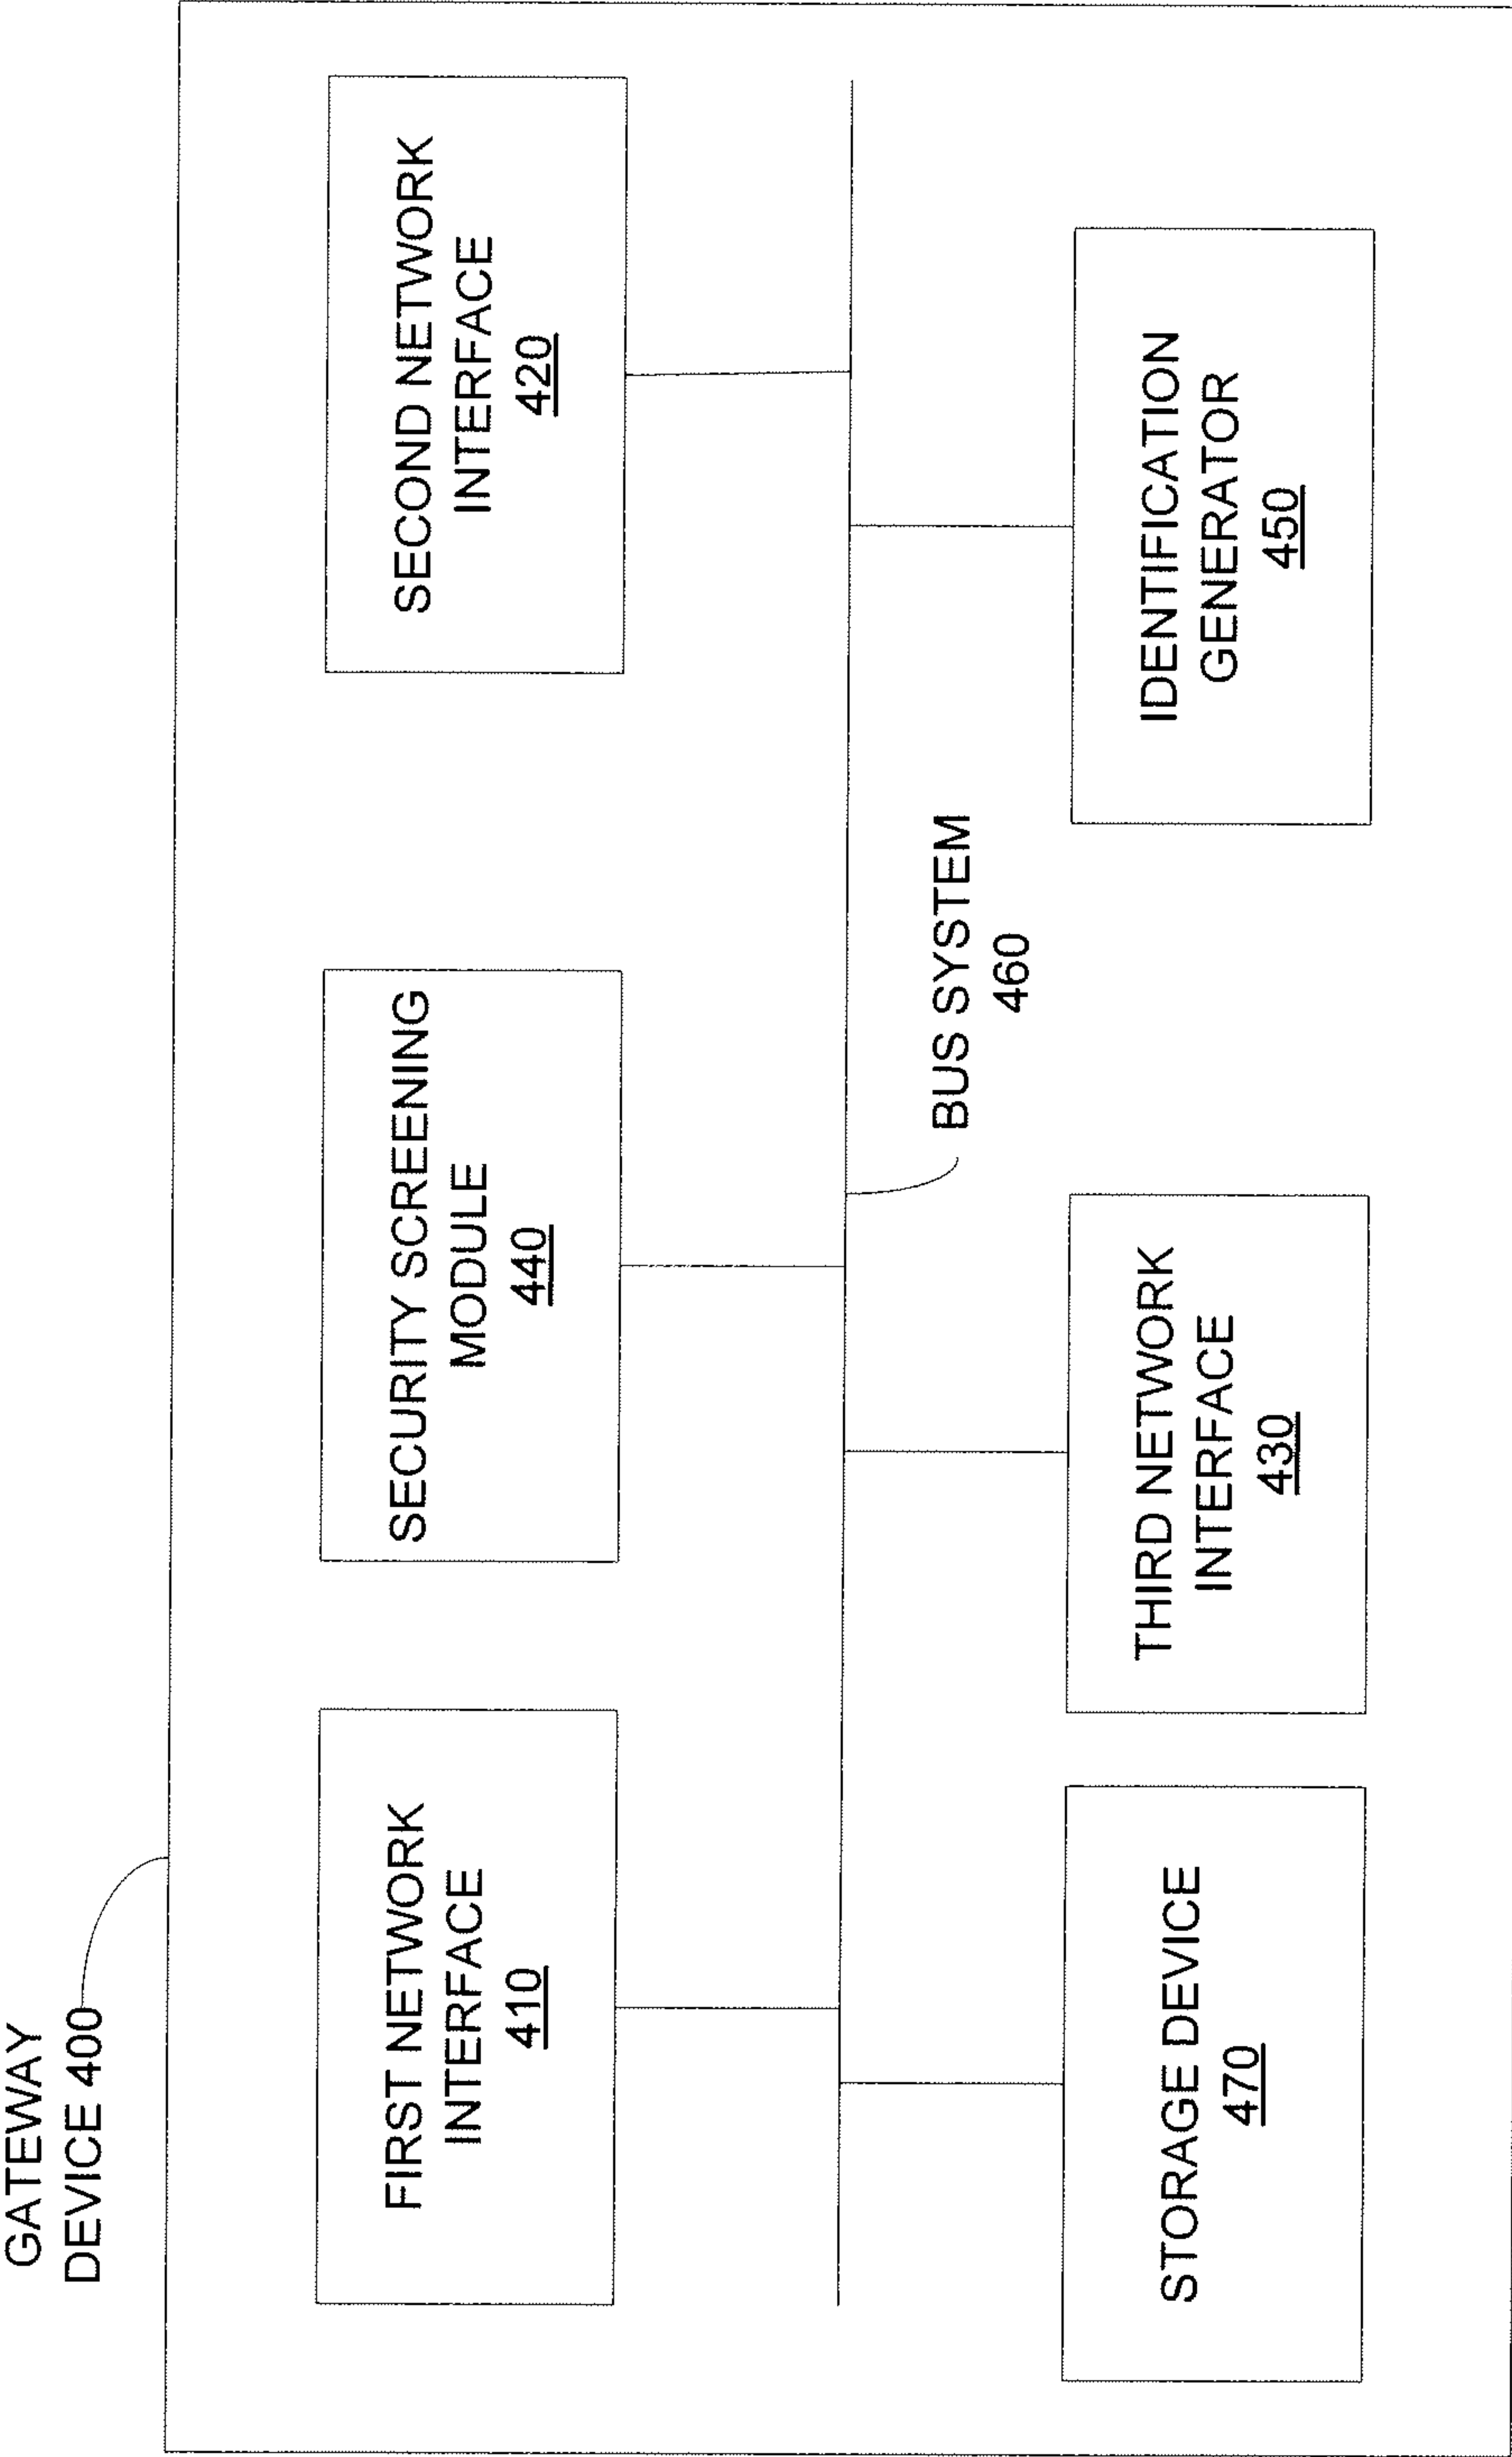 GATEWAY
DEVICE 400
FIRST NETWORK
INTERFACE
410
SECURITY SCREENING
MODULE
440
SECOND NETWORK
INTERFACE
420
BUS SYSTEM
460
STORAGE DEVICE
470
THIRD NETWORK
INTERFACE
430
IDENTIFICATION
GENERATOR
450